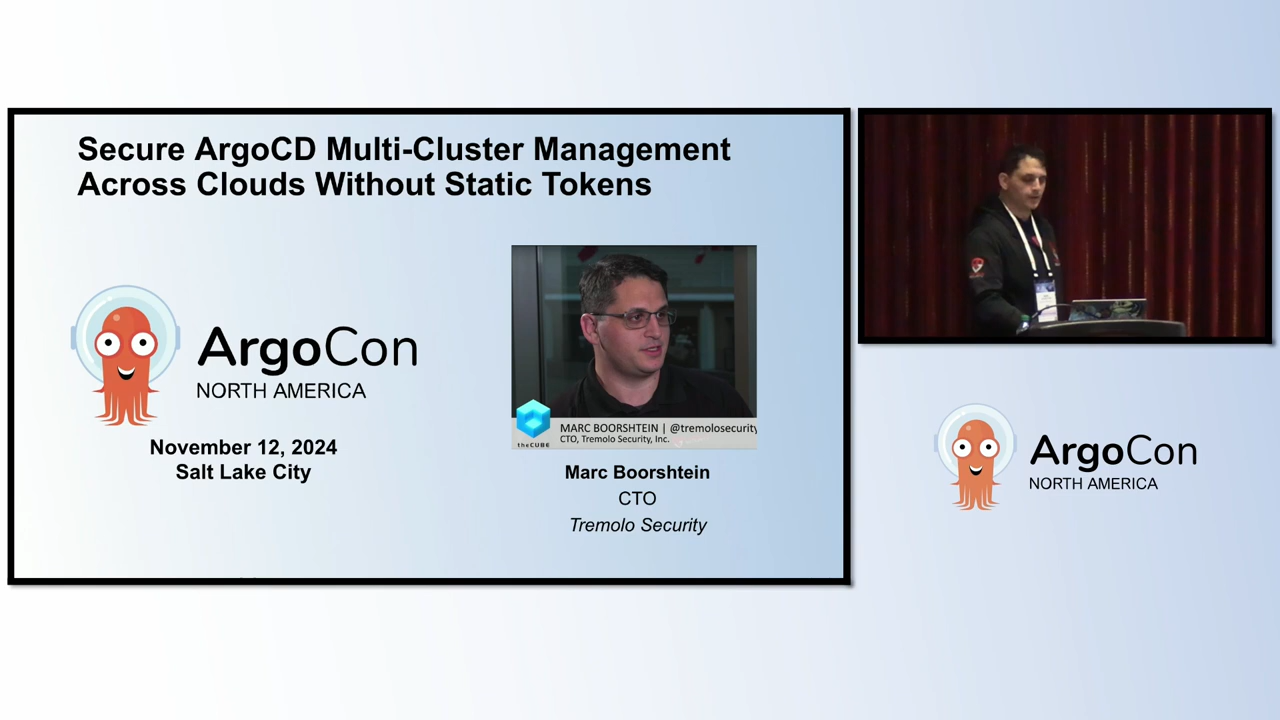 Secure ArgoCD Multi-Cluster Management
Across Clouds Without Static Tokens
ArgoCon
NORTH AMERICA
November 12, 2024
Salt Lake City
theCUBE
MARC BOORSHTEIN | @tremolosecurity
CTO, Tremolo Security, Inc.
Marc Boorshtein
CTO
Tremolo Security
ArgoCon
NORTH AMERICA